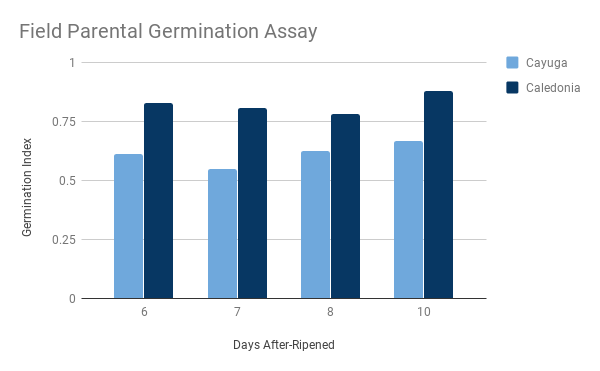 Field Parental Germination Assay
Cayuga
Caledonia
Germination Index
1
0.75
0.5
0.25
0
6 7 8 10
Days After-Ripened